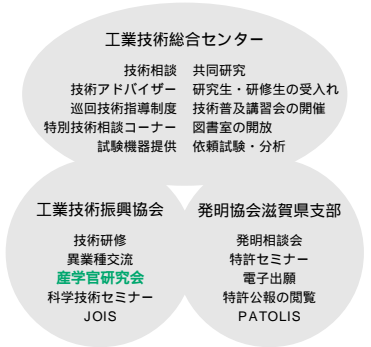 工業技術総合センター
技術相談 共同研究
技術アドバイザー 研究生・研修生の受入れ
巡回技術指導制度 技術普及講習会の開催
特別技術相談コーナー 図書室の開放
試験機器提供 依頼試験・分析
工業技術振興協会
技術研修
異業種交流
産学官研究会
科学技術セミナー
JOIS
発明協会滋賀県支部
発明相談会
特許セミナー
電子出願
特許公報の閲覧
PATOLIS